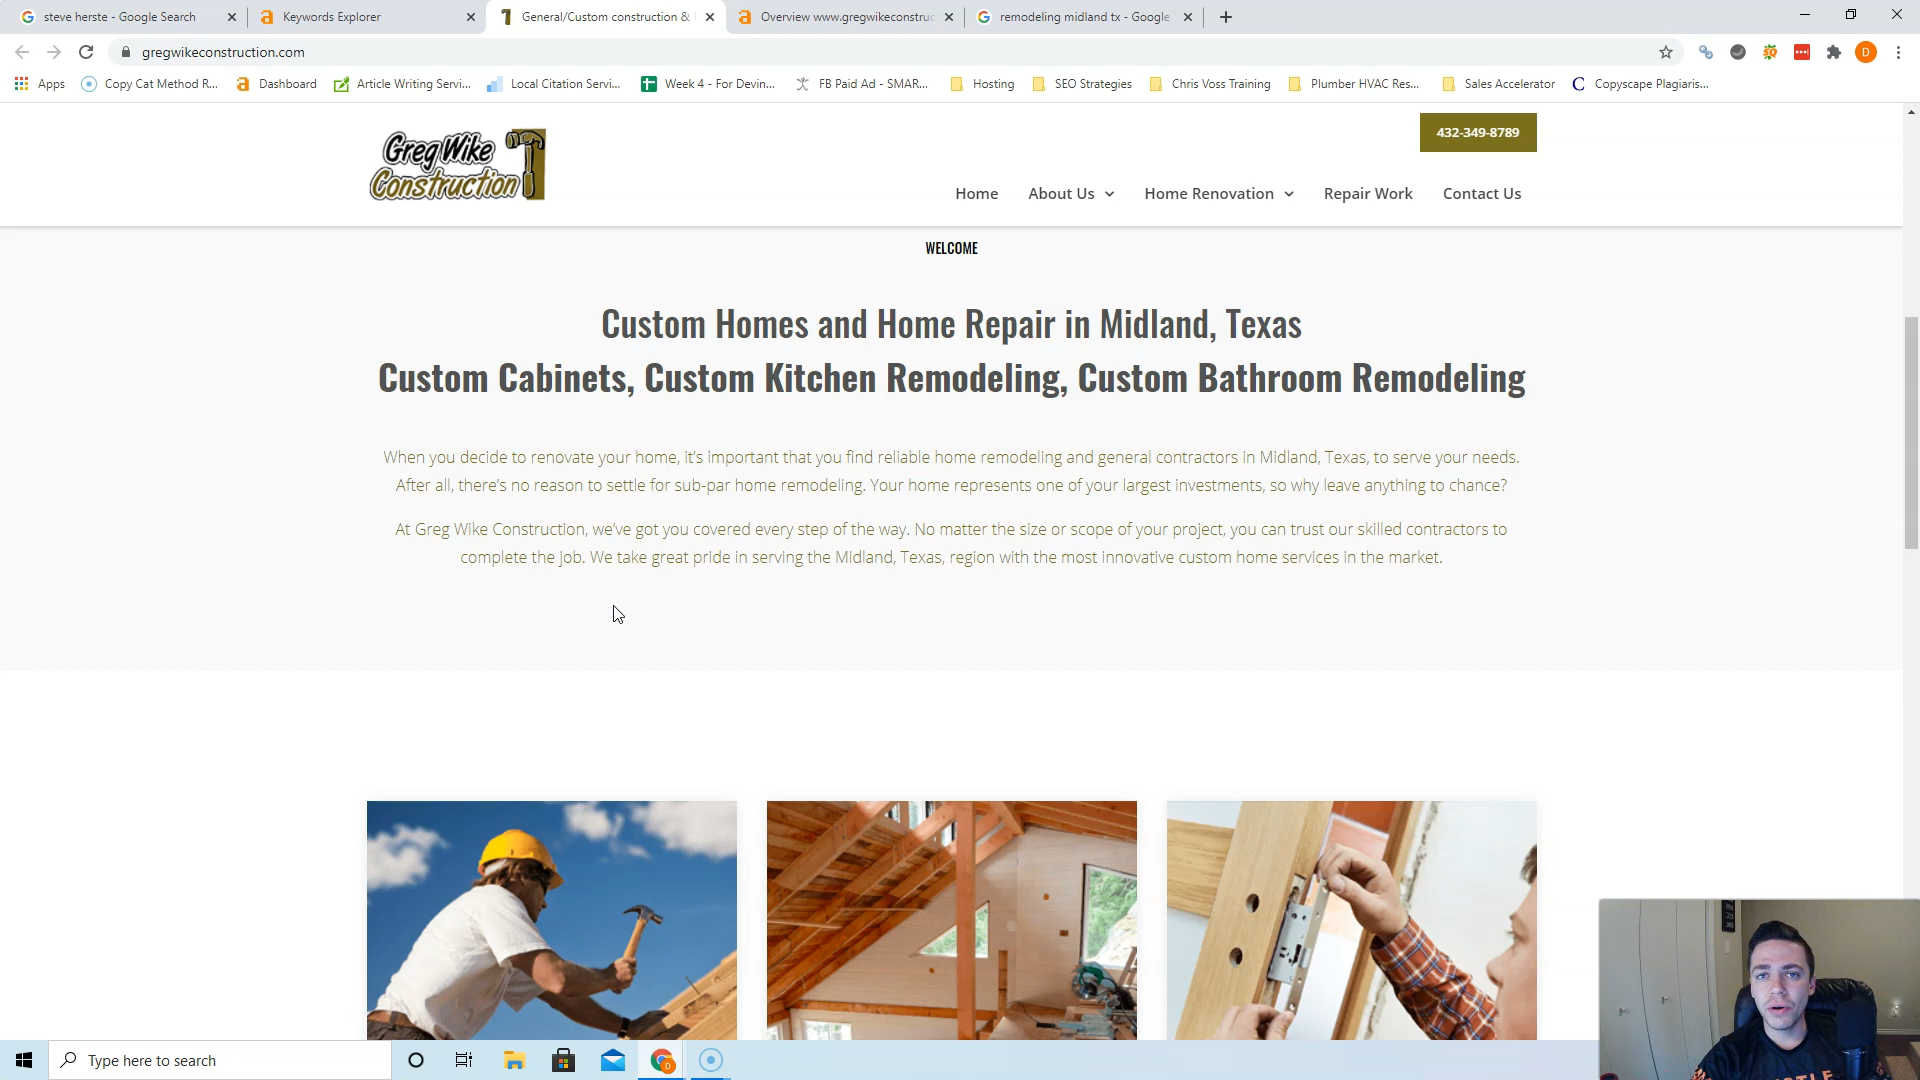 steve herste - Google Search
Keywords Explorer
General/Custom construction &
Overview www.gregwikeconstruc
remodeling midland tx - Google
gregwikeconstruction.com
D
Apps
Copy Cat Method R...
Dashboard
Article Writing Servi...
Local Citation Servi...
Week 4 - For Devin...
FB Paid Ad - SMAR...
Hosting
SEO Strategies
Chris Voss Training
Plumber HVAC Res...
Sales Accelerator
Copyscape Plagiaris...
Greg Wike
Construction
432-349-8789
Home
About Us
Home Renovation
Repair Work
Contact Us
WELCOME
Custom Homes and Home Repair in Midland, Texas
Custom Cabinets, Custom Kitchen Remodeling, Custom Bathroom Remodeling
When you decide to renovate your home, it's important that you find reliable home remodeling and general contractors in Midland, Texas, to serve your needs.
After all, there's no reason to settle for sub-par home remodeling. Your home represents one of your largest investments, so why leave anything to chance?
At Greg Wike Construction, we've got you covered every step of the way. No matter the size or scope of your project, you can trust our skilled contractors to
complete the job. We take great pride in serving the Midland, Texas, region with the most innovative custom home services in the market.
Type here to search